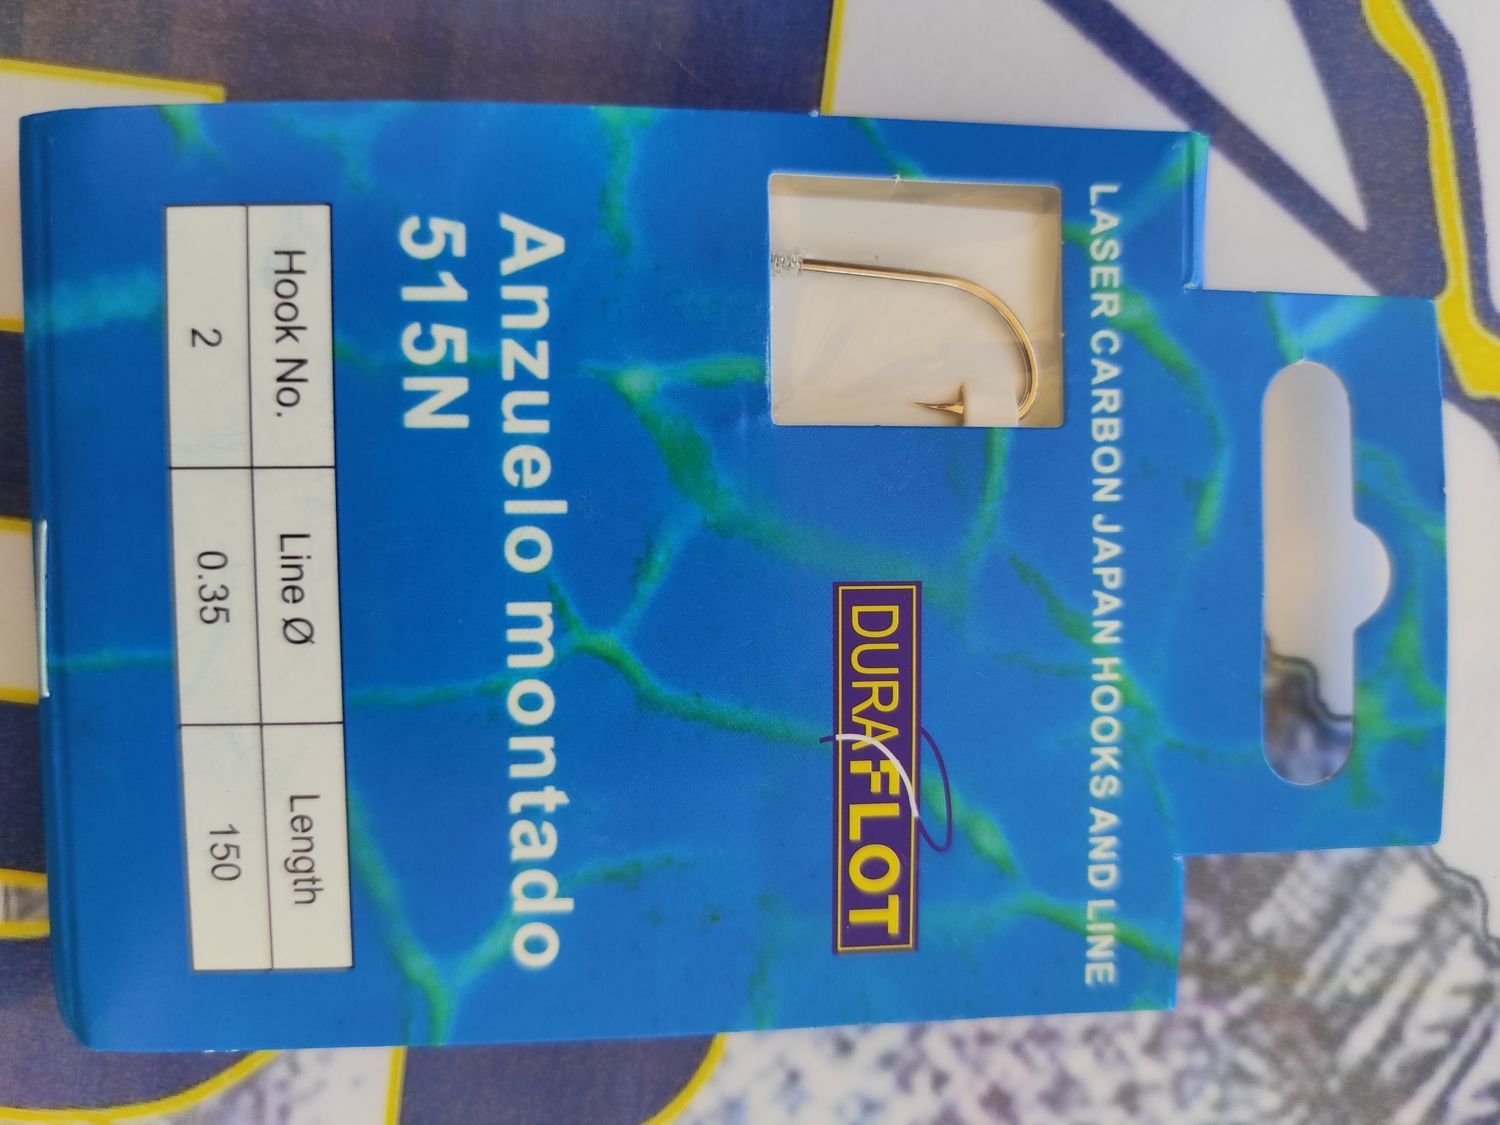 LASER CARBON JAPAN HOOKS AND LINE
DURAFLOT
Anzuelo montado
515N
Hook No. Line Ø Length
2 0.35 150